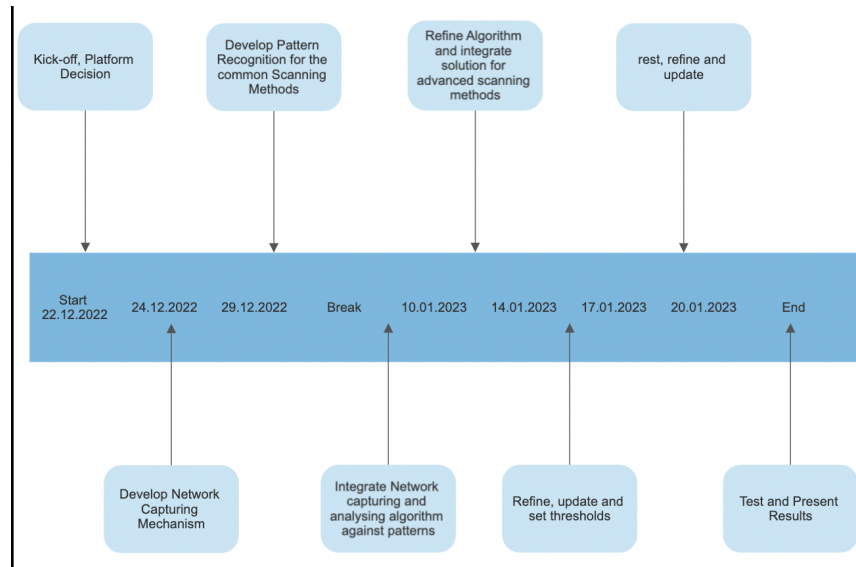 Kick-off, Platform
Decision
Develop Pattern
Recognition for the
common Scanning
Methods
Refine Algorithm
and integrate
solution for
advanced scanning
methods
rest, refine and
update
Start
22.12.2022
24.12.2022
29.12.2022
Break
10.01.2023
14.01.2023
17.01.2023
20.01.2023
End
Develop Network
Capturing
Mechanism
Integrate Network
capturing and
analysing algorithm
against patterns
Refine, update and
set thresholds
Test and Present
Results